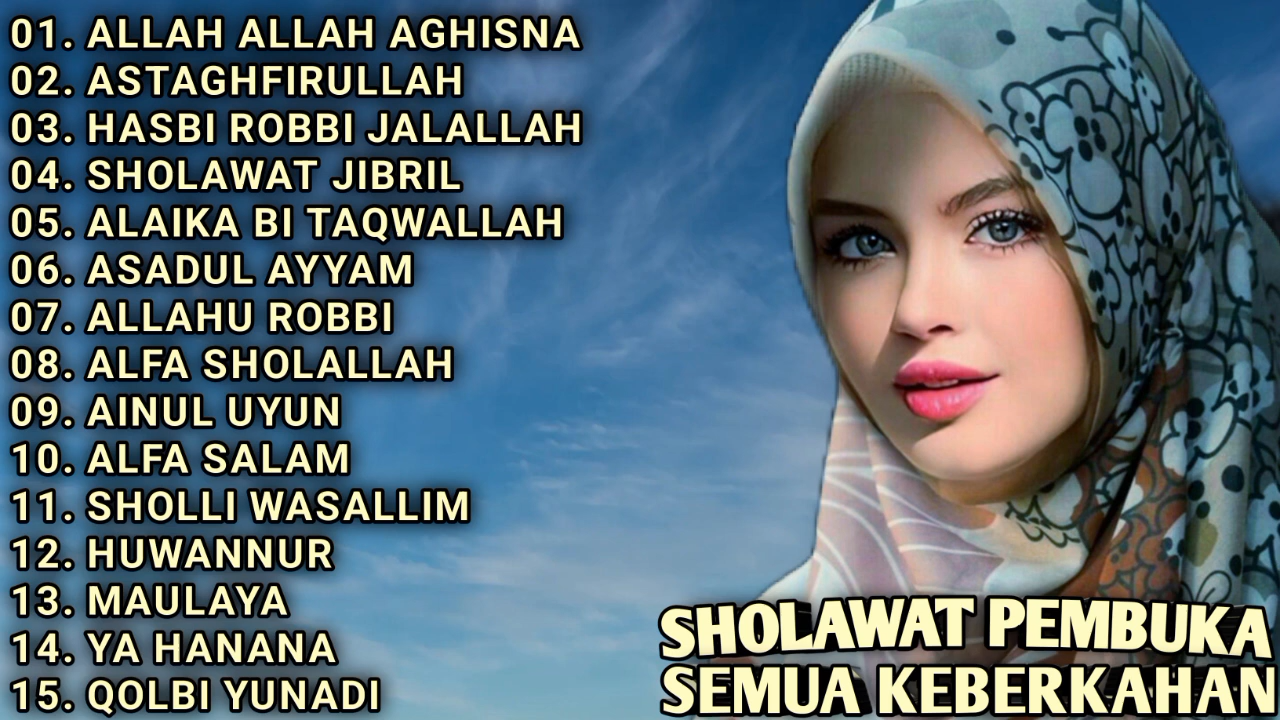 01. ALLAH ALLAH AGHISNA
02. ASTAGHFIRULLAH
03. HASBI ROBBI JALALLAH
04. SHOLAWAT JIBRIL
05. ALAIKA BI TAQWALLAH
06. ASADUL AYYAM
07. ALLAHU ROBBI
08. ALFA SHOLALLAH
09. AINUL UYUN
10. ALFA SALAM
11. SHOLLI WASALLIM
12. HUWANNUR
13. MAULAYA
14. YA HANANA
15. QOLBI YUNADI
SHOLAWAT PEMBUKA
SEMUA KEBERKAHAN